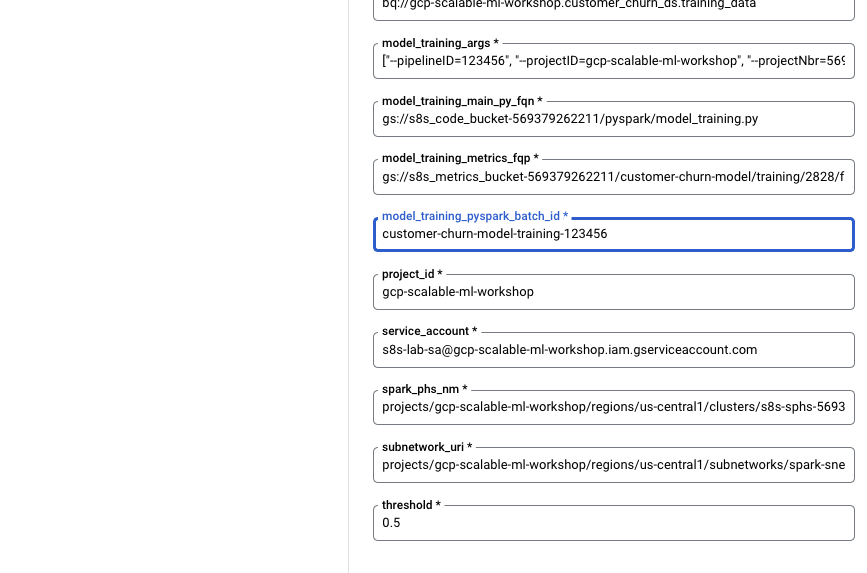 bq://gcp-scalable-ml-workshop.customer_churn_ds.training_data
model_training_args *
["--pipelineID=123456", "--projectID=gcp-scalable-ml-workshop", "--projectNbr=569
model_training_main_py_fqn *
gs://s8s_code_bucket-569379262211/pyspark/model_training.py
model_training_metrics_fqp *
gs://s8s_metrics_bucket-569379262211/customer-churn-model/training/2828/f
model_training_pyspark_batch_id *
customer-churn-model-training-123456
project_id *
gcp-scalable-ml-workshop
service_account *
s8s-lab-sa@gcp-scalable-ml-workshop.iam.gserviceaccount.com
spark_phs_nm *
projects/gcp-scalable-ml-workshop/regions/us-central1/clusters/s8s-sphs-5693
subnetwork_uri *
projects/gcp-scalable-ml-workshop/regions/us-central1/subnetworks/spark-sne
threshold *
0.5